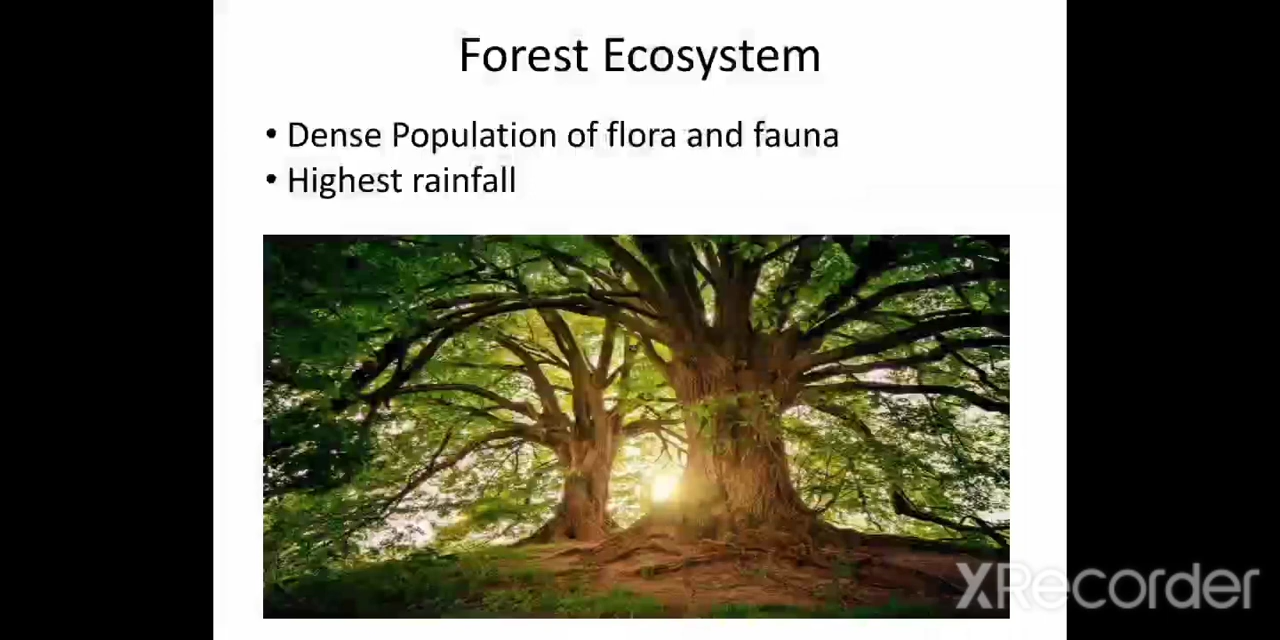 Forest Ecosystem
• Dense Population of flora and fauna
• Highest rainfall
XRecorder